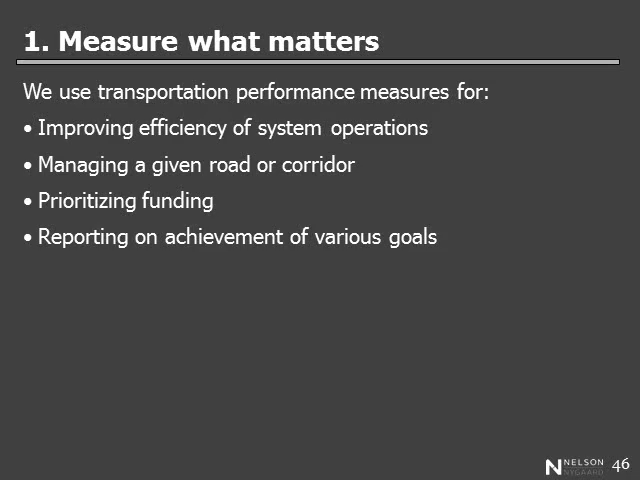 1. Measure what matters
We use transportation performance measures for:
• Improving efficiency of system operations
• Managing a given road or corridor
• Prioritizing funding
• Reporting on achievement of various goals
NELSON
NYGAARD
46